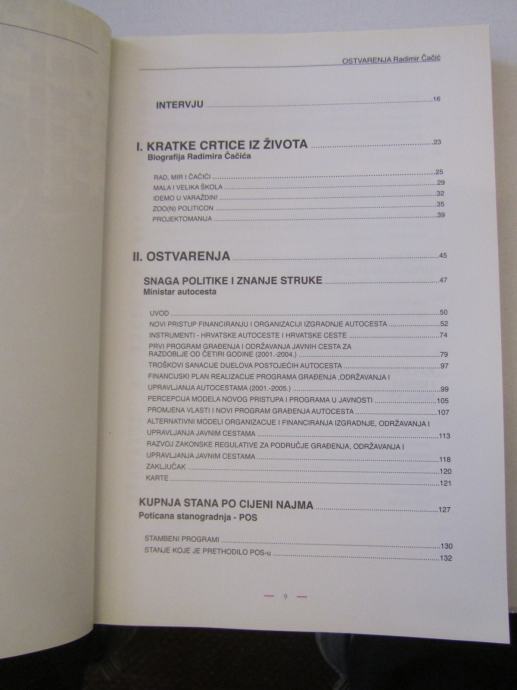 OSTVARENJA Radimir Čačić
INTERVJU ........ 16
I. KRATKE CRTICE IZ ŽIVOTA ........ 23
Biografija Radimira Čačića
RAD, MIR I ČAČIĆI ........ 25
MALA I VELIKA ŠKOLA ........ 29
IDEMO U VARAŽDIN! ........ 32
ZOO(N) POLITICON ........ 35
PROJEKTOMANIJA ........ 39
II. OSTVARENJA ........ 45
SNAGA POLITIKE I ZNANJE STRUKE ........ 47
Ministar autocesta
UVOD ........ 50
NOVI PRISTUP FINANCIRANJU I ORGANIZACIJI IZGRADNJE AUTOCESTA ........ 52
INSTRUMENTI - HRVATSKE AUTOCESTE I HRVATSKE CESTE ........ 74
PRVI PROGRAM GRAĐENJA I ODRŽAVANJA JAVNIH CESTA ZA
RAZDOBLJE OD ČETIRI GODINE (2001.-2004.) ........ 79
TROŠKOVI SANACIJE DIJELOVA POSTOJEĆIH AUTOCESTA ........ 97
FINANCIJSKI PLAN REALIZACIJE PROGRAMA GRAĐENJA ,ODRŽAVANJA I
UPRAVLJANJA AUTOCESTAMA (2001.-2005.) ........ 99
PERCEPCIJA MODELA NOVOG PRISTUPA I PROGRAMA U JAVNOSTI ........ 105
PROMJENA VLASTI I NOVI PROGRAM GRAĐENJA AUTOCESTA ........ 107
ALTERNATIVNI MODELI ORGANIZACIJE I FINANCIRANJA IZGRADNJE, ODRŽAVANJA I
UPRAVLJANJA JAVNIM CESTAMA ........ 113
RAZVOJ ZAKONSKE REGULATIVE ZA PODRUČJE GRAĐENJA, ODRŽAVANJA I
UPRAVLJANJA JAVNIM CESTAMA ........ 118
ZAKLJUČAK ........ 120
KARTE ........ 121
KUPNJA STANA PO CIJENI NAJMA ........ 127
Poticana stanogradnja - POS
STAMBENI PROGRAMI ........ 130
STANJE KOJE JE PRETHODILO POS-u ........ 132
— 9 —